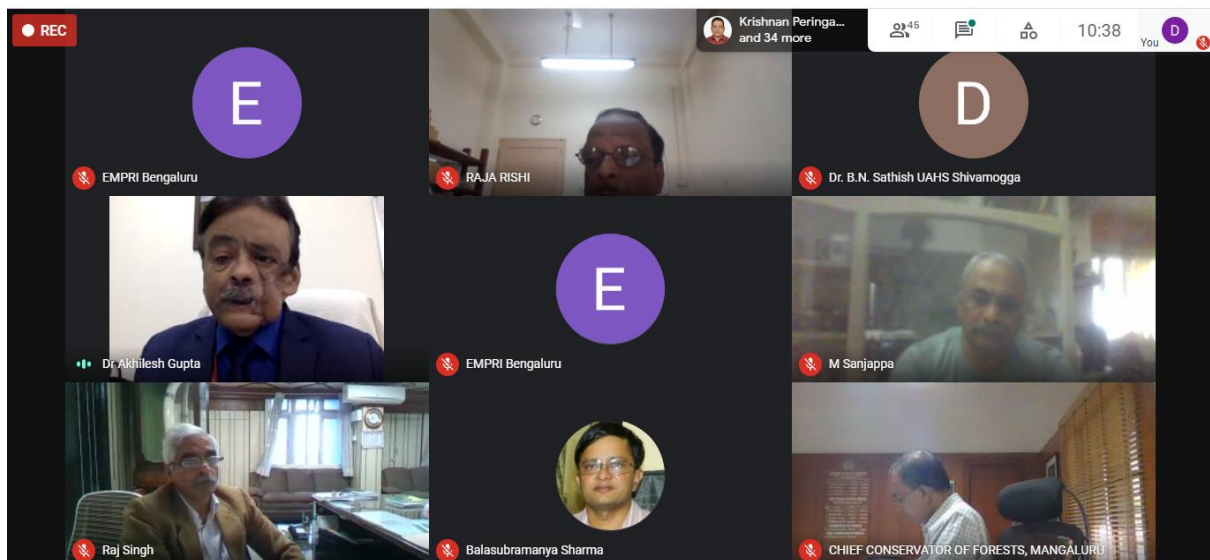 REC
Krishnan Peringa...
and 34 more
45
10:38
You
D
E
EMPRI Bengaluru
RAJA RISHI
D
Dr. B.N. Sathish UAHS Shivamogga
Dr Akhilesh Gupta
E
EMPRI Bengaluru
M Sanjappa
Raj Singh
Balasubramanya Sharma
CHIEF CONSERVATOR OF FORESTS, MANGALURU